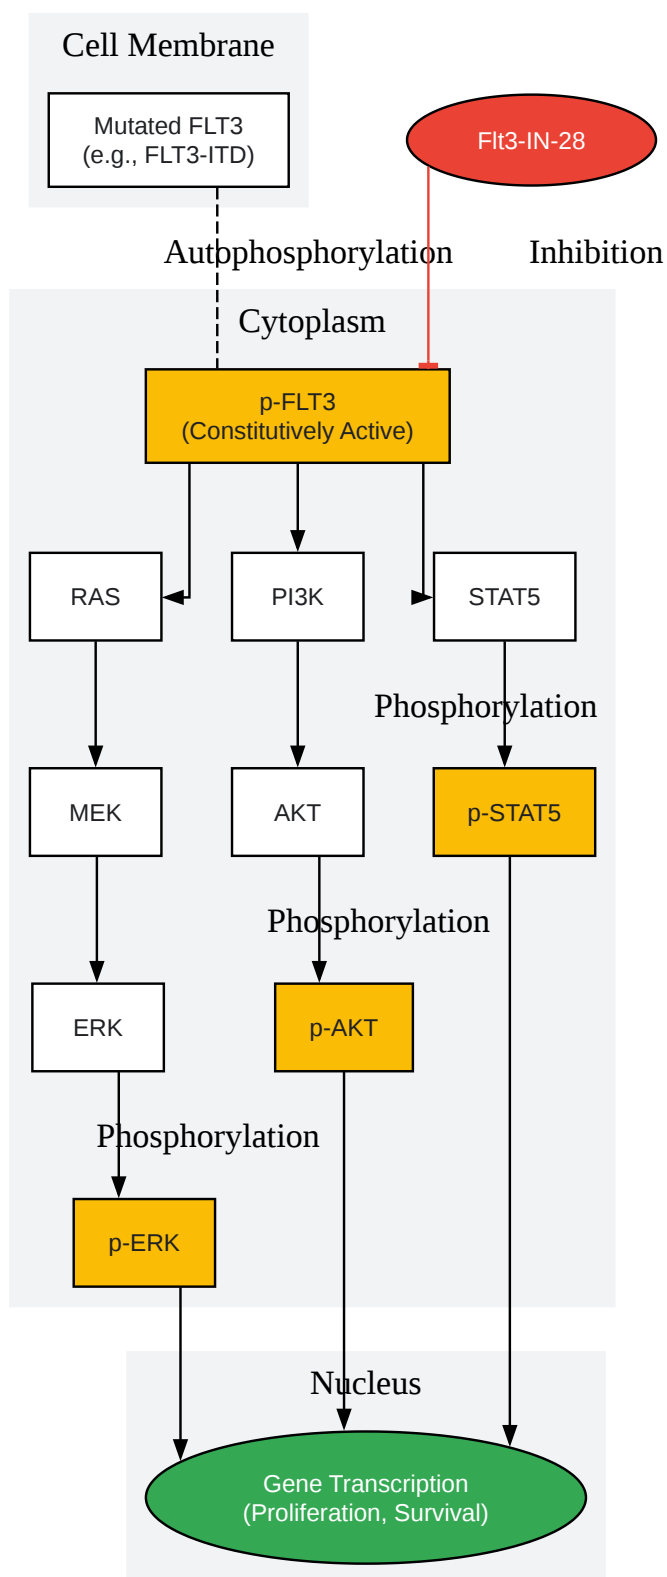 Cell Membrane
Mutated FLT3
(e.g., FLT3-ITD)
Flt3-IN-28
Autophosphorylation
Inhibition
Cytoplasm
p-FLT3
(Constitutively Active)
RAS
PI3K
STAT5
Phosphorylation
MEK
AKT
p-STAT5
Phosphorylation
ERK
p-AKT
Phosphorylation
p-ERK
Nucleus
Gene Transcription
(Proliferation, Survival)